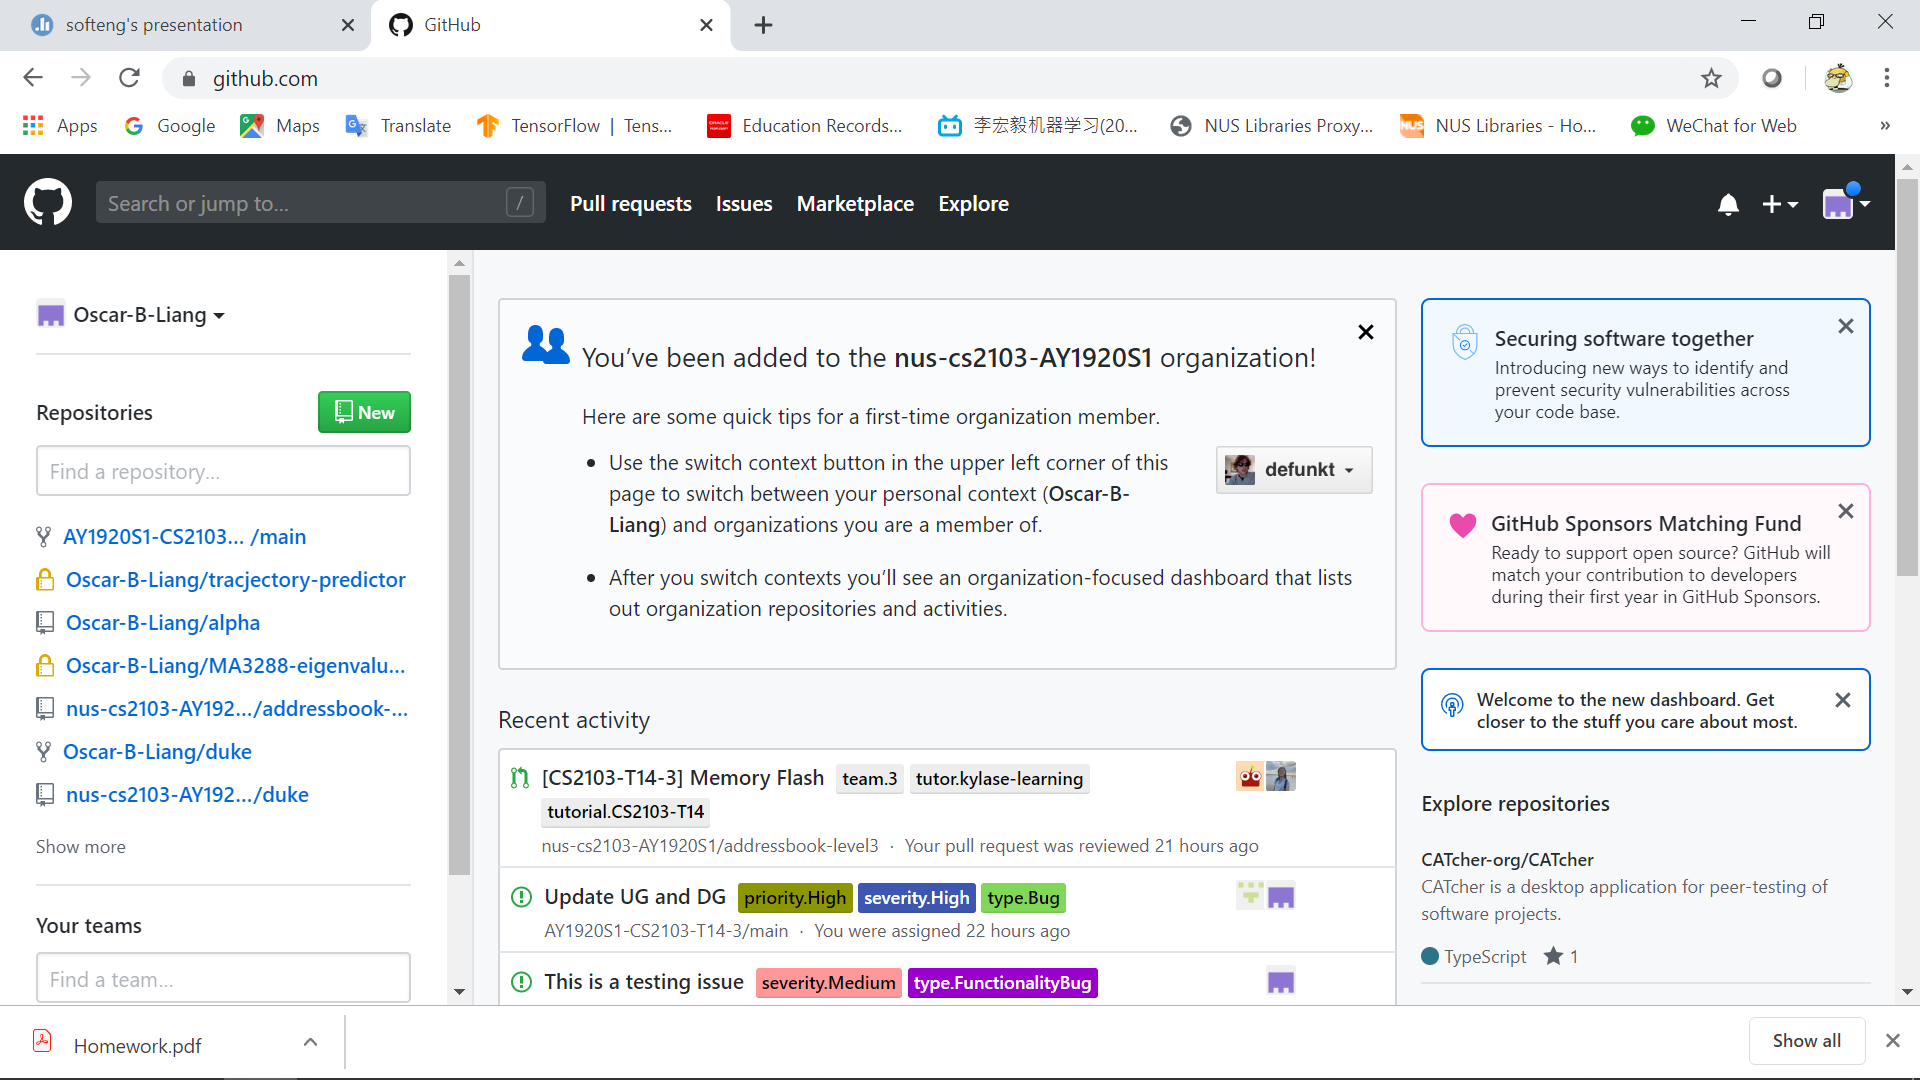 softeng's presentation
GitHub
github.com
Apps
Google
Maps
Translate
TensorFlow | Tens...
Education Records...
李宏毅机器学习(20...
NUS Libraries Proxy...
NUS
NUS Libraries - Ho...
WeChat for Web
»
Search or jump to...
/
Pull requests
Issues
Marketplace
Explore
Oscar-B-Liang
Repositories
New
Find a repository...
AY1920S1-CS2103... /main
Oscar-B-Liang/tracjectory-predictor
Oscar-B-Liang/alpha
Oscar-B-Liang/MA3288-eigenvalu...
nus-cs2103-AY192.../addressbook-...
Oscar-B-Liang/duke
nus-cs2103-AY192.../duke
Show more
Your teams
Find a team...
You’ve been added to the nus-cs2103-AY1920S1 organization!
Here are some quick tips for a first-time organization member.
• Use the switch context button in the upper left corner of this
page to switch between your personal context (Oscar-B-
Liang) and organizations you are a member of.
defunkt
• After you switch contexts you’ll see an organization-focused dashboard that lists
out organization repositories and activities.
Recent activity
[CS2103-T14-3] Memory Flash team.3 tutor.kylase-learning
tutorial.CS2103-T14
nus-cs2103-AY1920S1/addressbook-level3 · Your pull request was reviewed 21 hours ago
Update UG and DG priority.High severity.High type.Bug
AY1920S1-CS2103-T14-3/main · You were assigned 22 hours ago
This is a testing issue severity.Medium type.FunctionalityBug
Securing software together
Introducing new ways to identify and
prevent security vulnerabilities across
your code base.
GitHub Sponsors Matching Fund
Ready to support open source? GitHub will
match your contribution to developers
during their first year in GitHub Sponsors.
Welcome to the new dashboard. Get
closer to the stuff you care about most.
Explore repositories
CATcher-org/CATcher
CATcher is a desktop application for peer-testing of
software projects.
TypeScript ★ 1
Homework.pdf
Show all